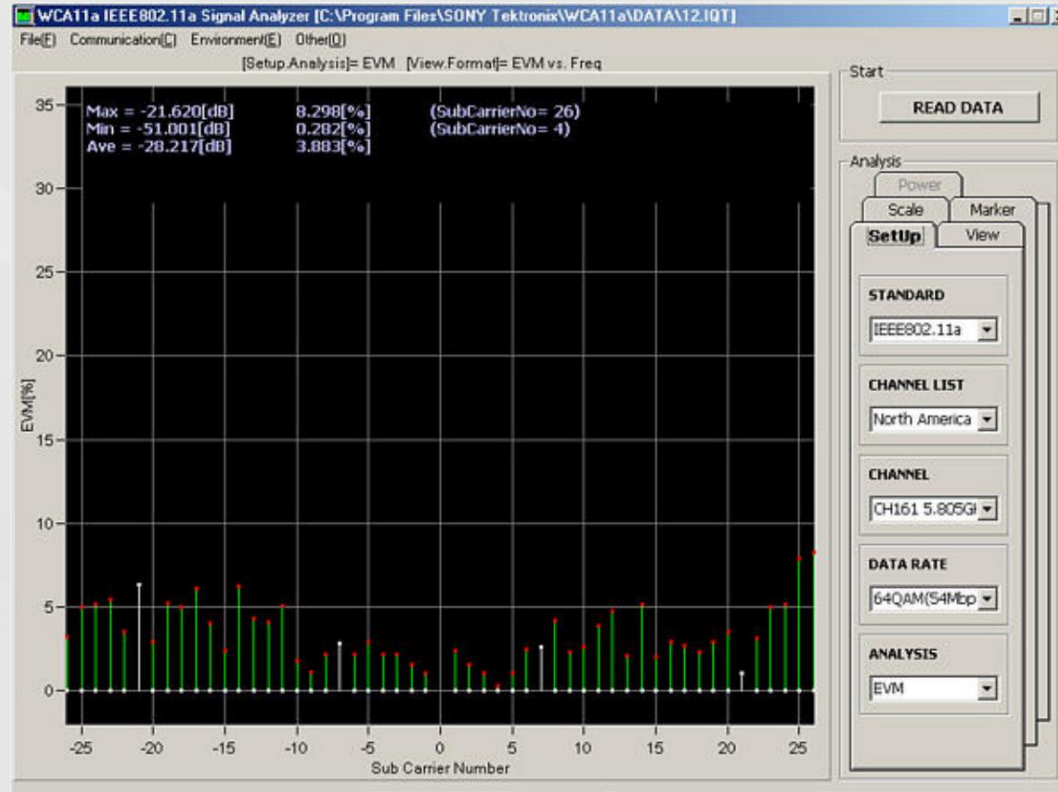 WCA11a IEEE802.11a Signal Analyzer [C:\Program Files\SONY Tektronix\WCA11a\DATA\12.IQT]
File(F) Communication(C) Environment(E) Other(O)
[Setup.Analysis]= EVM [View.Format]= EVM vs. Freq
Max = -21.620[dB] 8.298[%] (SubCarrierNo= 26)
Min = -51.001[dB] 0.282[%] (SubCarrierNo= 4)
Ave = -28.217[dB] 3.883[%]
35
30
25
20
15
10
5
0
EVM[%]
-25 -20 -15 -10 -5 0 5 10 15 20 25
Sub Carrier Number
Start
READ DATA
Analysis
Power
Scale Marker
SetUp View
STANDARD
IEEE802.11a
CHANNEL LIST
North America
CHANNEL
CH161 5.805G
DATA RATE
64QAM(54Mbp
ANALYSIS
EVM